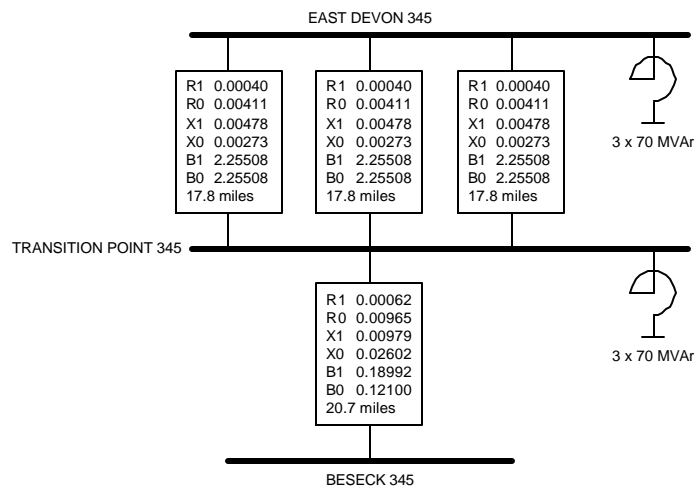 EAST DEVON 345
R1 0.00040
R0 0.00411
X1 0.00478
X0 0.00273
B1 2.25508
B0 2.25508
17.8 miles
R1 0.00040
R0 0.00411
X1 0.00478
X0 0.00273
B1 2.25508
B0 2.25508
17.8 miles
R1 0.00040
R0 0.00411
X1 0.00478
X0 0.00273
B1 2.25508
B0 2.25508
17.8 miles
3 x 70 MVAr
TRANSITION POINT 345
R1 0.00062
R0 0.00965
X1 0.00979
X0 0.02602
B1 0.18992
B0 0.12100
20.7 miles
3 x 70 MVAr
BESECK 345